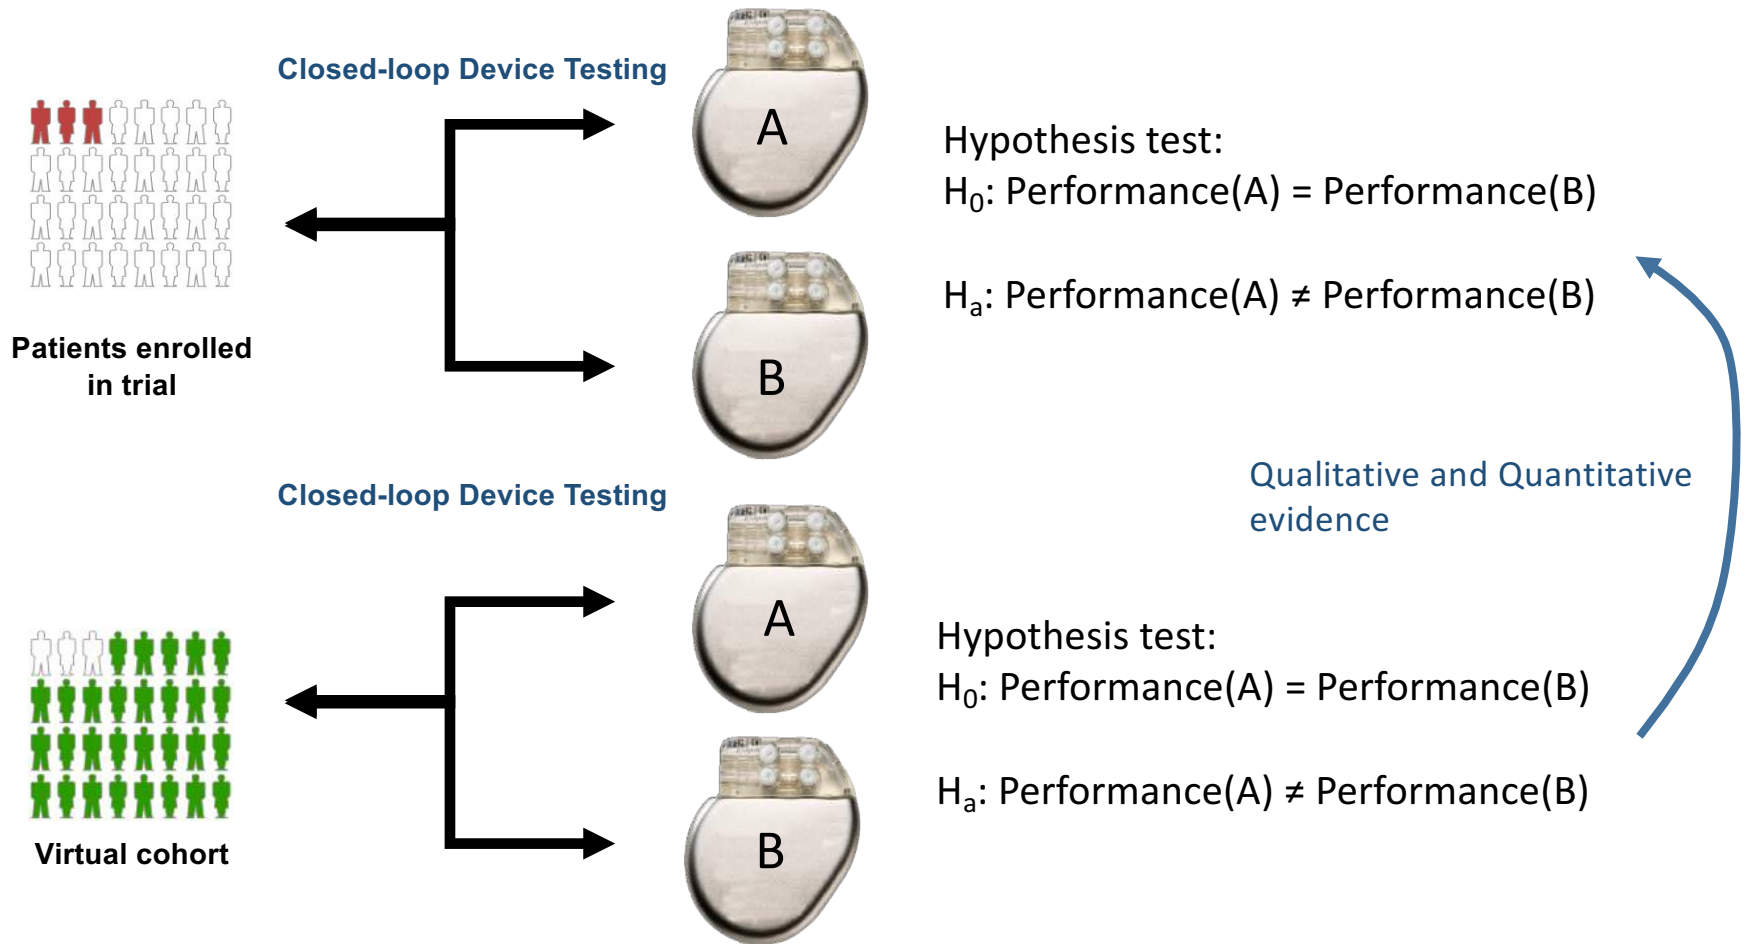 Closed-loop Device Testing
A
Hypothesis test:
H₀: Performance(A) = Performance(B)
Hₐ: Performance(A) ≠ Performance(B)
Patients enrolled
in trial
B
Closed-loop Device Testing
Qualitative and Quantitative
evidence
A
Hypothesis test:
H₀: Performance(A) = Performance(B)
Hₐ: Performance(A) ≠ Performance(B)
Virtual cohort
B